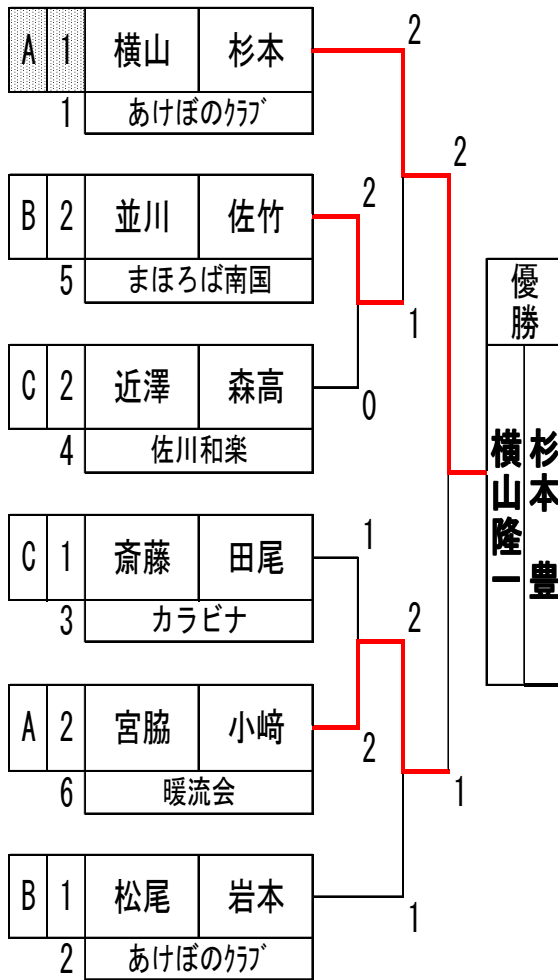 A 1 横山 杉本
1 あけぼのクラブ
2
2
B 2 並川 佐竹
5 まほろば南国
2
1
C 2 近澤 森高
4 佐川和楽
0
C 1 斎藤 田尾
3 カラビナ
1
2
A 2 宮脇 小﨑
6 暖流会
2
1
B 1 松尾 岩本
2 あけぼのクラブ
1
優勝
杉本 豊
横山隆一